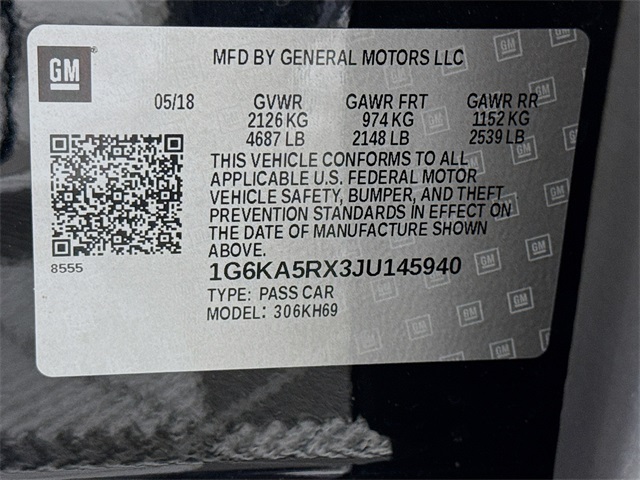 GM
MFD BY GENERAL MOTORS LLC
05/18 GVWR GAWR FRT GAWR RR
2126 KG 974 KG 1152 KG
4687 LB 2148 LB 2539 LB
THIS VEHICLE CONFORMS TO ALL
APPLICABLE U.S. FEDERAL MOTOR
VEHICLE SAFETY, BUMPER, AND THEFT
PREVENTION STANDARDS IN EFFECT ON
THE DATE OF MANUFACTURE SHOWN
ABOVE.
8555
1G6KA5RX3JU145940
TYPE: PASS CAR
MODEL: 306KH69